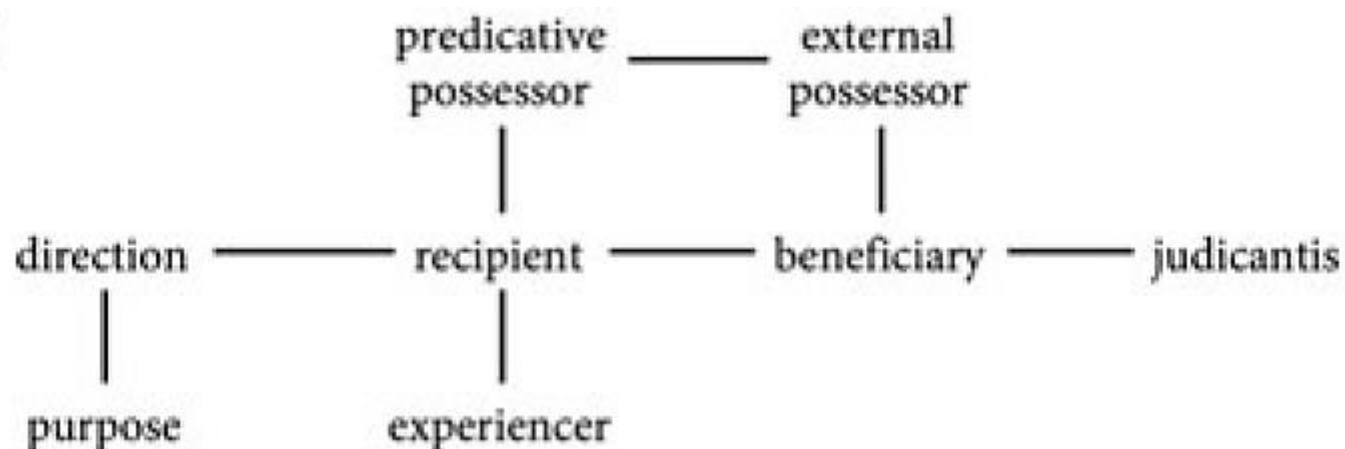 predicative external
possessor possessor
direction recipient beneficiary judicantis
purpose experiencer